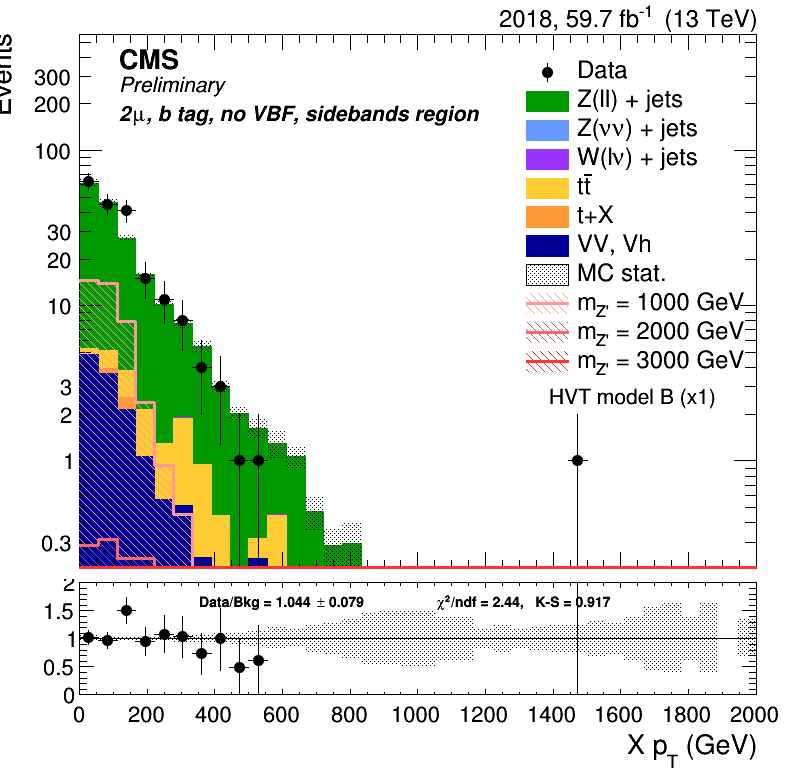 2018, 59.7 fb⁻¹ (13 TeV)
Events
CMS
Preliminary
2μ, b tag, no VBF, sidebands region
Data
Z(ll) + jets
Z(νν) + jets
W(lν) + jets
tt̄
t+X
VV, Vh
MC stat.
m_Z' = 1000 GeV
m_Z' = 2000 GeV
m_Z' = 3000 GeV
HVT model B (x1)
300
200
100
30
20
10
3
2
1
0.3
Data/Bkg = 1.044 ± 0.079
χ²/ndf = 2.44, K-S = 0.917
2
1.5
1
0.5
0
0 200 400 600 800 1000 1200 1400 1600 1800 2000
X p_T (GeV)